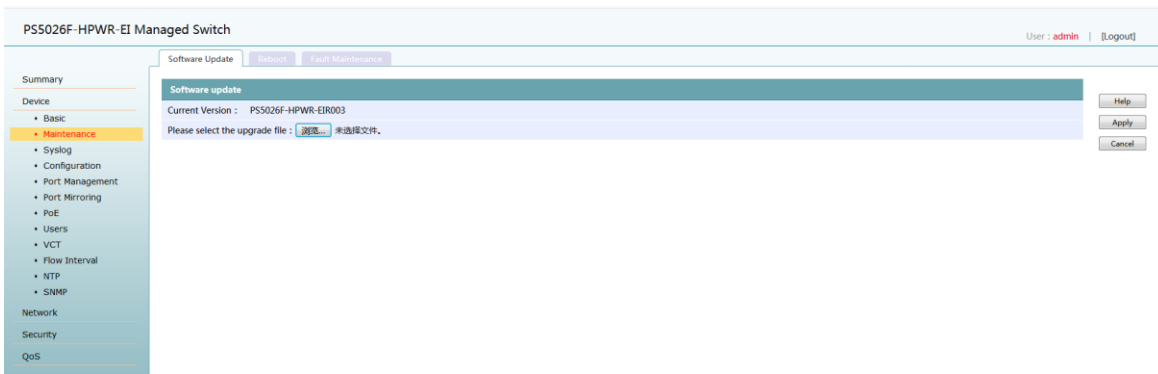 PS5026F-HPWR-EI Managed Switch
User : admin | [Logout]
Software Update Reboot Fault Maintenance
Summary
Device
• Basic
• Maintenance
• Syslog
• Configuration
• Port Management
• Port Mirroring
• PoE
• Users
• VCT
• Flow Interval
• NTP
• SNMP
Network
Security
QoS
Software update
Current Version : PS5026F-HPWR-EIR003
Please select the upgrade file : 浏览... 未选择文件。
Help
Apply
Cancel